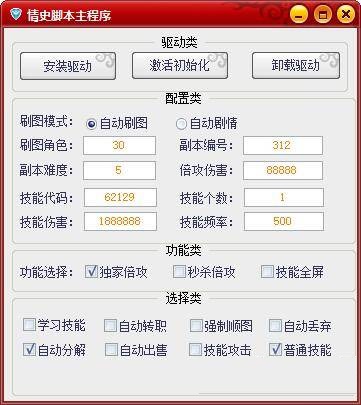 情史脚本主程序
驱动类
安装驱动 激活初始化 卸载驱动
配置类
刷图模式: 自动刷图 自动剧情
刷图角色: 30 副本编号: 312
副本难度: 5 倍攻伤害: 88888
技能代码: 62129 技能个数: 1
技能伤害: 1888888 技能频率: 500
功能类
功能选择: 独家倍攻 秒杀倍攻 技能全屏
选择类
学习技能 自动转职 强制顺图 自动丢弃
自动分解 自动出售 技能攻击 普通技能